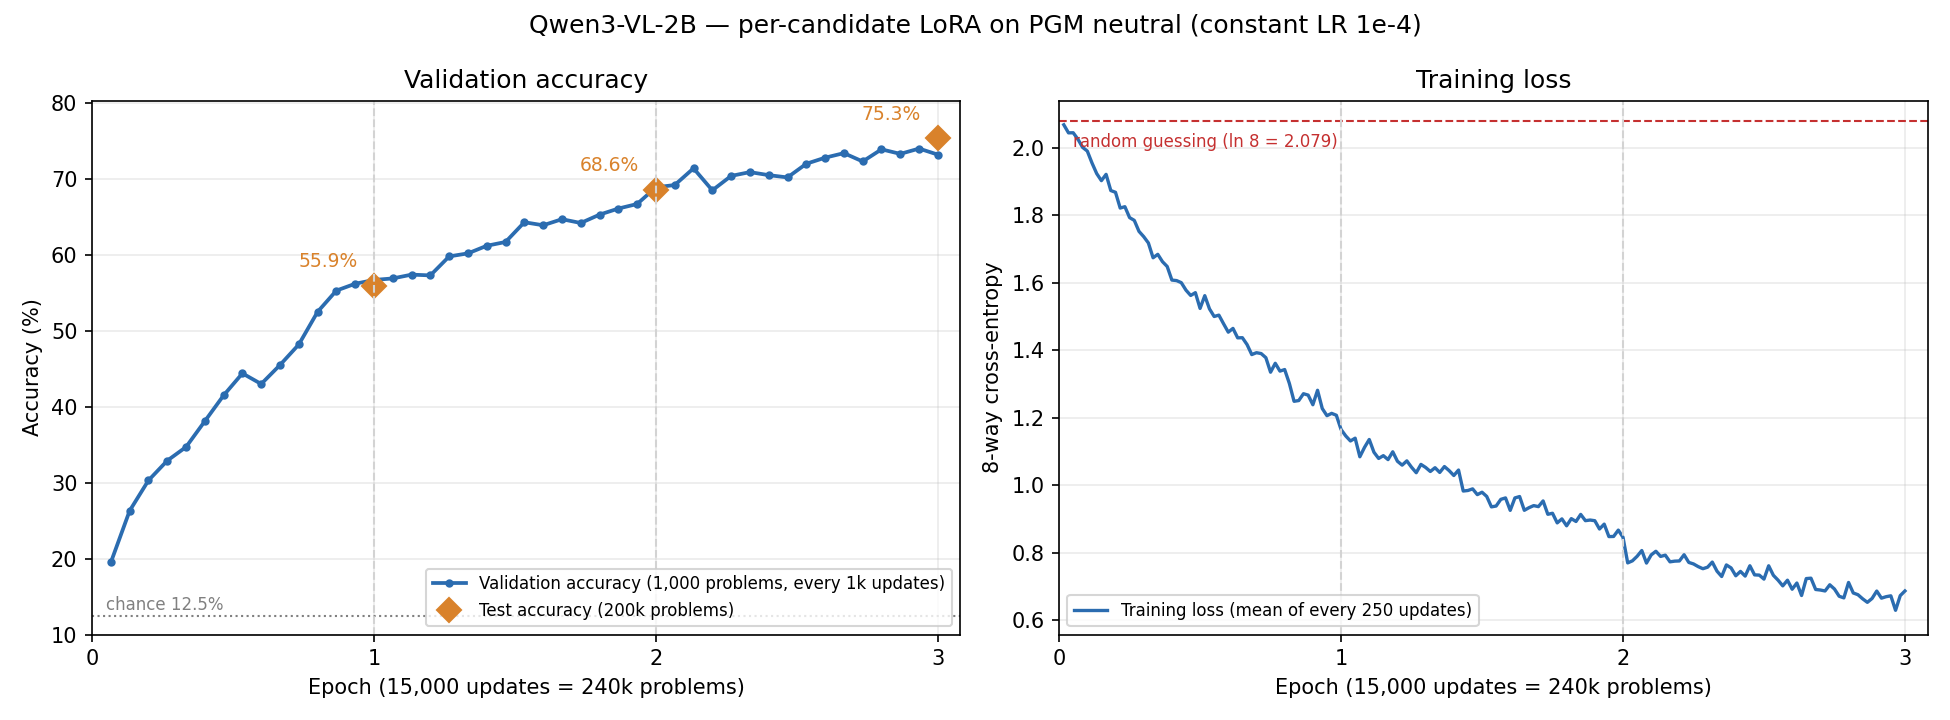 Qwen3-VL-2B — per-candidate LoRA on PGM neutral (constant LR 1e-4)
Validation accuracy
80
70
60
50
40
30
20
10
Accuracy (%)
55.9%
68.6%
75.3%
chance 12.5%
Validation accuracy (1,000 problems, every 1k updates)
Test accuracy (200k problems)
0
1
2
3
Epoch (15,000 updates = 240k problems)
Training loss
2.0
1.8
1.6
1.4
1.2
1.0
0.8
0.6
8-way cross-entropy
random guessing (ln 8 = 2.079)
Training loss (mean of every 250 updates)
0
1
2
3
Epoch (15,000 updates = 240k problems)